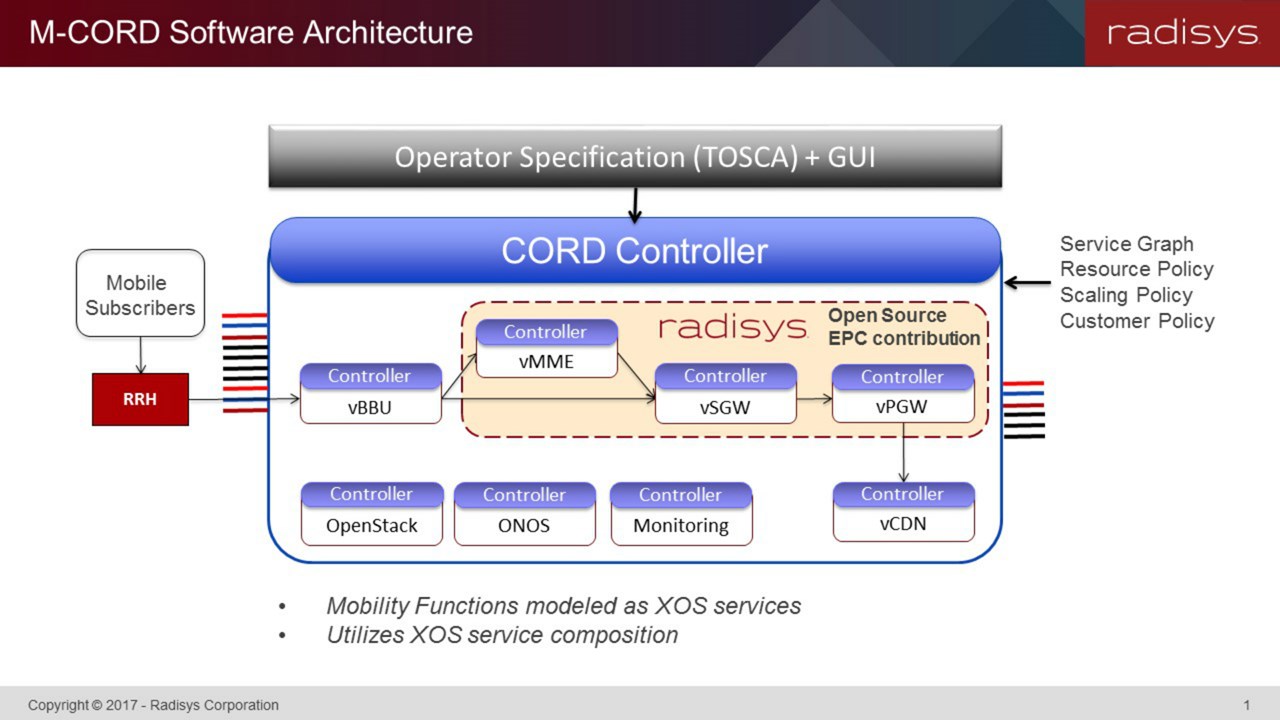 M-CORD Software Architecture
radisys.
Operator Specification (TOSCA) + GUI
CORD Controller
Service Graph
Resource Policy
Scaling Policy
Customer Policy
Mobile
Subscribers
RRH
radisys.
Open Source
EPC contribution
Controller
vMME
Controller
vBBU
Controller
vSGW
Controller
vPGW
Controller
OpenStack
Controller
ONOS
Controller
Monitoring
Controller
vCDN
• Mobility Functions modeled as XOS services
• Utilizes XOS service composition
Copyright © 2017 - Radisys Corporation
1